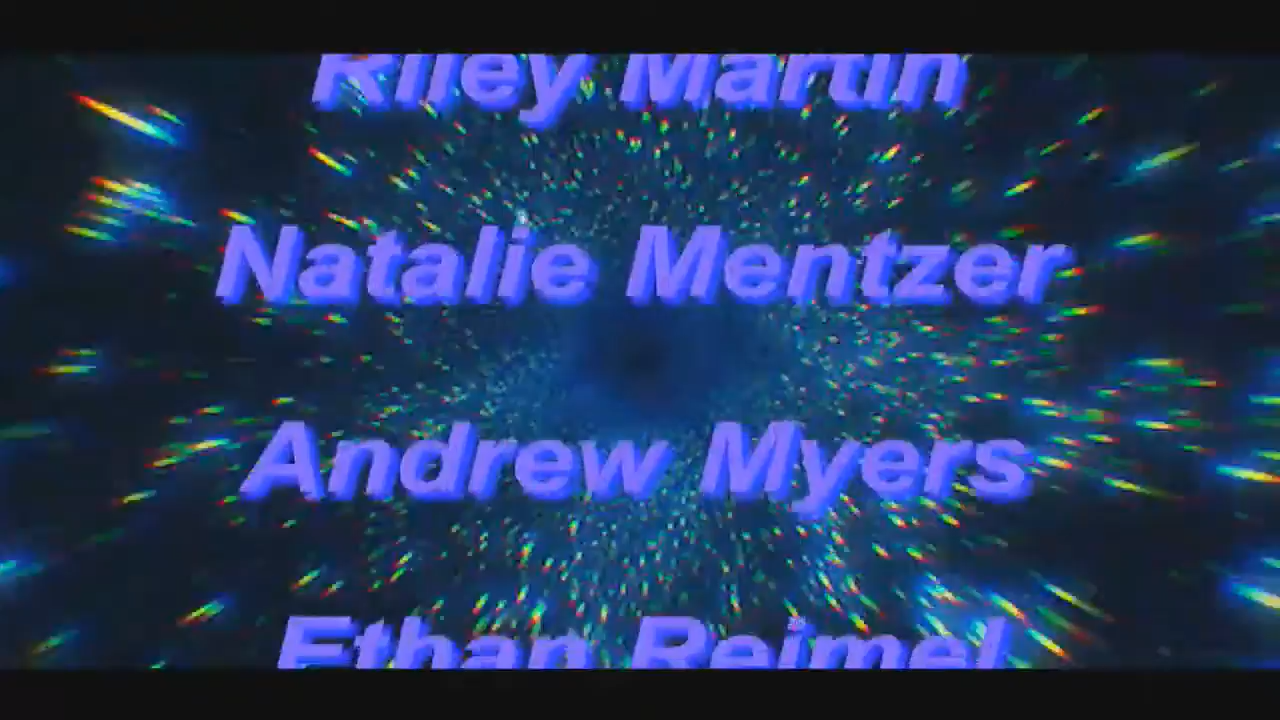 Riley Martin
Natalie Mentzer
Andrew Myers
Ethan Reimel